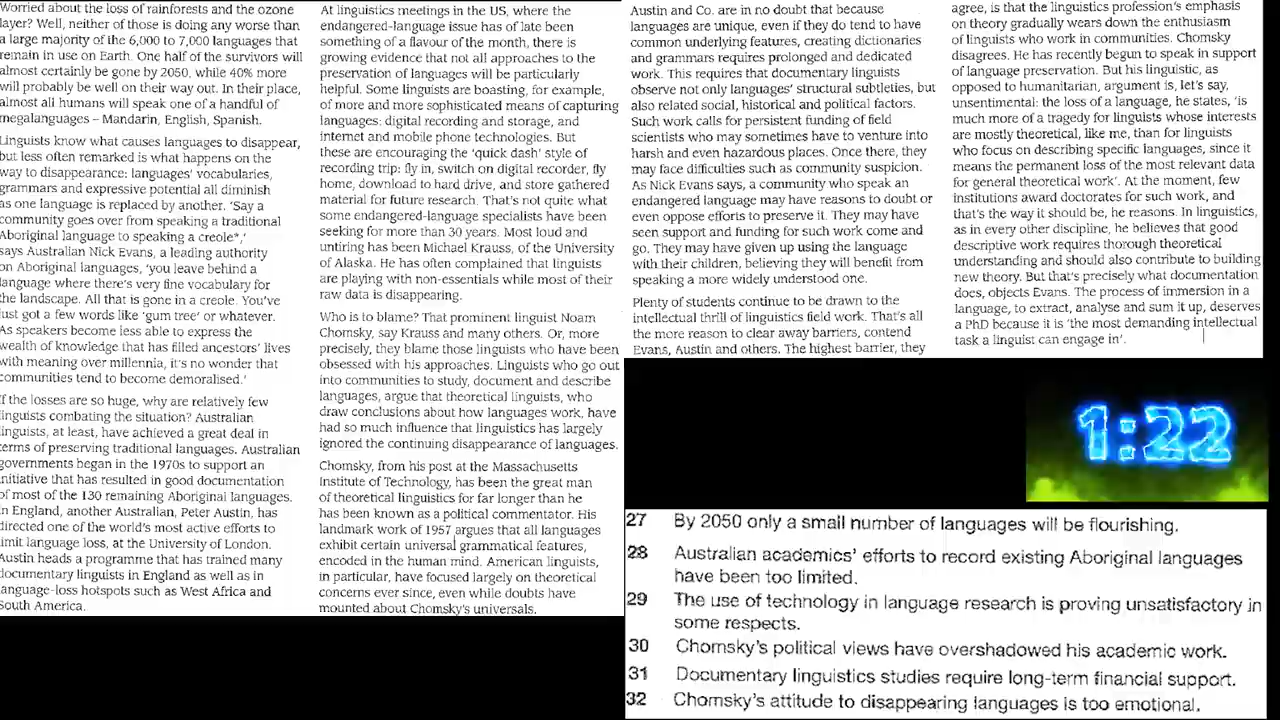 Worried about the loss of rainforests and the ozone
layer? Well, neither of those is doing any worse than
a large majority of the 6,000 to 7,000 languages that
remain in use on Earth. One half of the survivors will
almost certainly be gone by 2050, while 40% more
will probably be well on their way out. In their place,
almost all humans will speak one of a handful of
megalanguages – Mandarin, English, Spanish.
Linguists know what causes languages to disappear,
but less often remarked is what happens on the
way to disappearance: languages' vocabularies,
grammars and expressive potential all diminish
as one language is replaced by another. 'Say a
community goes over from speaking a traditional
Aboriginal language to speaking a creole*,'
says Australian Nick Evans, a leading authority
on Aboriginal languages, 'you leave behind a
language where there's very fine vocabulary for
the landscape. All that is gone in a creole. You've
just got a few words like 'gum tree' or whatever.
As speakers become less able to express the
wealth of knowledge that has filled ancestors' lives
with meaning over millennia, it's no wonder that
communities tend to become demoralised.'
If the losses are so huge, why are relatively few
linguists combating the situation? Australian
linguists, at least, have achieved a great deal in
terms of preserving traditional languages. Australian
governments began in the 1970s to support an
initiative that has resulted in good documentation
of most of the 130 remaining Aboriginal languages.
In England, another Australian, Peter Austin, has
directed one of the world's most active efforts to
limit language loss, at the University of London.
Austin heads a programme that has trained many
documentary linguists in England as well as in
language-loss hotspots such as West Africa and
South America.
At linguistics meetings in the US, where the
endangered-language issue has of late been
something of a flavour of the month, there is
growing evidence that not all approaches to the
preservation of languages will be particularly
helpful. Some linguists are boasting, for example,
of more and more sophisticated means of capturing
languages: digital recording and storage, and
internet and mobile phone technologies. But
these are encouraging the 'quick dash' style of
recording trip: fly in, switch on digital recorder, fly
home, download to hard drive, and store gathered
material for future research. That's not quite what
some endangered-language specialists have been
seeking for more than 30 years. Most loud and
untiring has been Michael Krauss, of the University
of Alaska. He has often complained that linguists
are playing with non-essentials while most of their
raw data is disappearing.
Who is to blame? That prominent linguist Noam
Chomsky, say Krauss and many others. Or, more
precisely, they blame those linguists who have been
obsessed with his approaches. Linguists who go out
into communities to study, document and describe
languages, argue that theoretical linguists, who
draw conclusions about how languages work, have
had so much influence that linguistics has largely
ignored the continuing disappearance of languages.
Chomsky, from his post at the Massachusetts
Institute of Technology, has been the great man
of theoretical linguistics for far longer than he
has been known as a political commentator. His
landmark work of 1957 argues that all languages
exhibit certain universal grammatical features,
encoded in the human mind. American linguists,
in particular, have focused largely on theoretical
concerns ever since, even while doubts have
mounted about Chomsky's universals.
Austin and Co. are in no doubt that because
languages are unique, even if they do tend to have
common underlying features, creating dictionaries
and grammars requires prolonged and dedicated
work. This requires that documentary linguists
observe not only languages' structural subtleties, but
also related social, historical and political factors.
Such work calls for persistent funding of field
scientists who may sometimes have to venture into
harsh and even hazardous places. Once there, they
may face difficulties such as community suspicion.
As Nick Evans says, a community who speak an
endangered language may have reasons to doubt or
even oppose efforts to preserve it. They may have
seen support and funding for such work come and
go. They may have given up using the language
with their children, believing they will benefit from
speaking a more widely understood one.
Plenty of students continue to be drawn to the
intellectual thrill of linguistics field work. That's all
the more reason to clear away barriers, contend
Evans, Austin and others. The highest barrier, they
agree, is that the linguistics profession's emphasis
on theory gradually wears down the enthusiasm
of linguists who work in communities. Chomsky
disagrees. He has recently begun to speak in support
of language preservation. But his linguistic, as
opposed to humanitarian, argument is, let's say,
unsentimental: the loss of a language, he states, 'is
much more of a tragedy for linguists whose interests
are mostly theoretical, like me, than for linguists
who focus on describing specific languages, since it
means the permanent loss of the most relevant data
for general theoretical work'. At the moment, few
institutions award doctorates for such work, and
that's the way it should be, he reasons. In linguistics,
as in every other discipline, he believes that good
descriptive work requires thorough theoretical
understanding and should also contribute to building
new theory. But that's precisely what documentation
does, objects Evans. The process of immersion in a
language, to extract, analyse and sum it up, deserves
a PhD because it is 'the most demanding intellectual
task a linguist can engage in'.
1:22
27 By 2050 only a small number of languages will be flourishing.
28 Australian academics' efforts to record existing Aboriginal languages
have been too limited.
29 The use of technology in language research is proving unsatisfactory in
some respects.
30 Chomsky's political views have overshadowed his academic work.
31 Documentary linguistics studies require long-term financial support.
32 Chomsky's attitude to disappearing languages is too emotional.